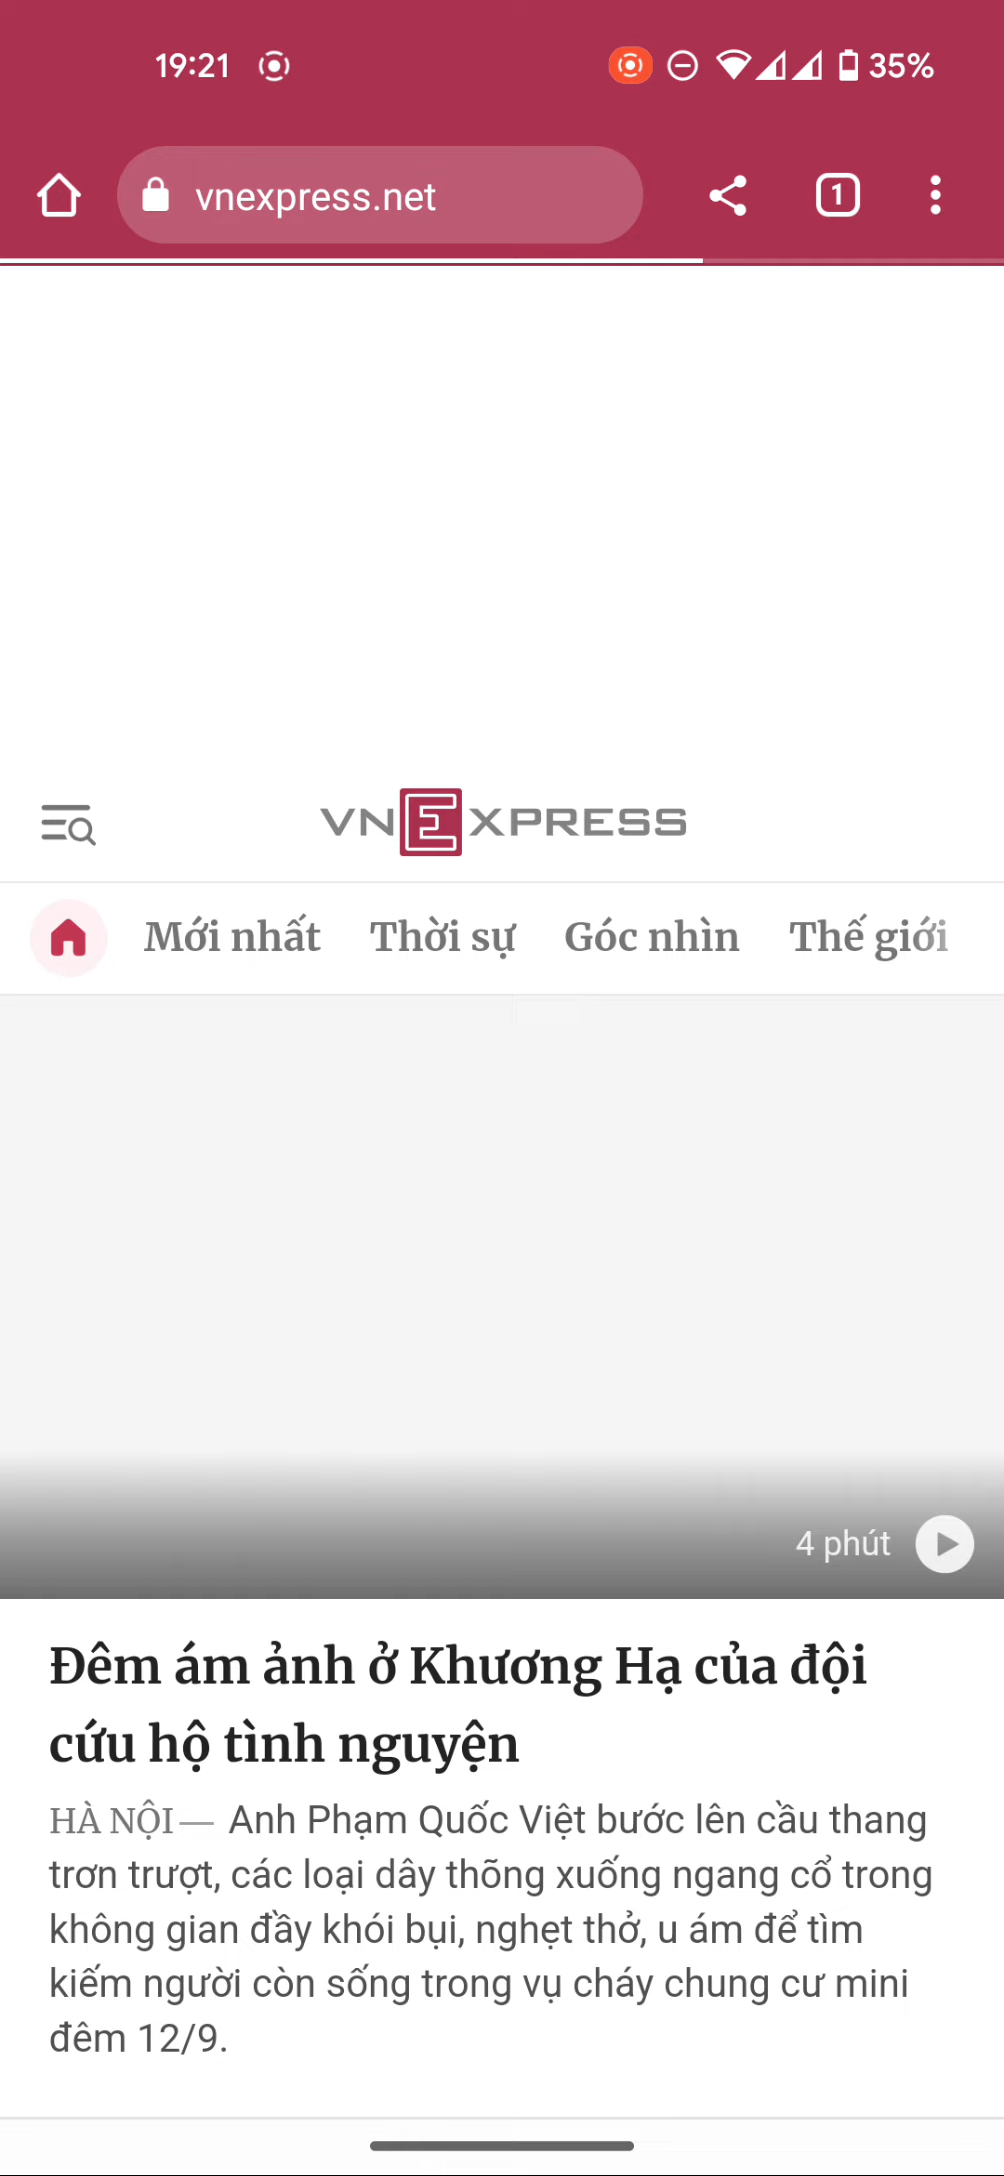 19:21
35%
vnexpress.net
1
VNEXPRESS
Mới nhất Thời sự Góc nhìn Thế giới
4 phút
Đêm ám ảnh ở Khương Hạ của đội
cứu hộ tình nguyện
HÀ NỘI— Anh Phạm Quốc Việt bước lên cầu thang
trơn trượt, các loại dây thõng xuống ngang cổ trong
không gian đầy khói bụi, nghẹt thở, u ám để tìm
kiếm người còn sống trong vụ cháy chung cư mini
đêm 12/9.